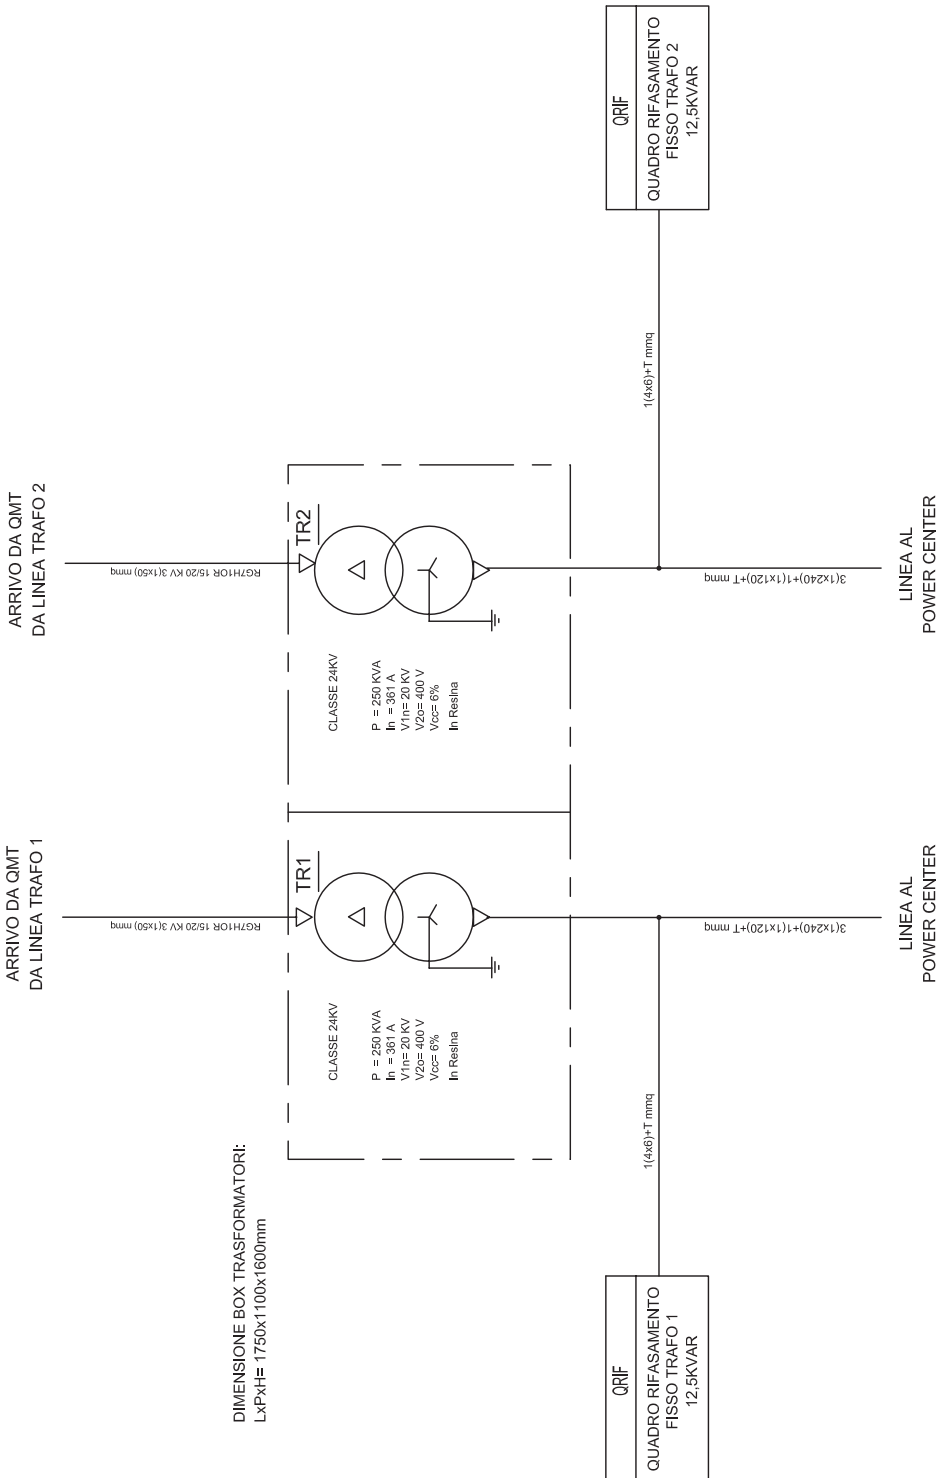 ARRIVO DA QMT
DA LINEA TRAFO 1
RG7H1OR 15/20 KV 3(1x50) mmq
ARRIVO DA QMT
DA LINEA TRAFO 2
RG7H1OR 15/20 KV 3(1x50) mmq
DIMENSIONE BOX TRASFORMATORI:
LxPxH= 1750x1100x1600mm
TR1
CLASSE 24KV
P = 250 KVA
In = 361 A
V1n= 20 KV
V2o= 400 V
Vcc= 6%
In Resina
TR2
CLASSE 24KV
P = 250 KVA
In = 361 A
V1n= 20 KV
V2o= 400 V
Vcc= 6%
In Resina
QRIF
QUADRO RIFASAMENTO
FISSO TRAFO 1
12,5KVAR
1(4x6)+T mmq
3(1x240)+1(1x120)+T mmq
1(4x6)+T mmq
3(1x240)+1(1x120)+T mmq
QRIF
QUADRO RIFASAMENTO
FISSO TRAFO 2
12,5KVAR
LINEA AL
POWER CENTER
LINEA AL
POWER CENTER